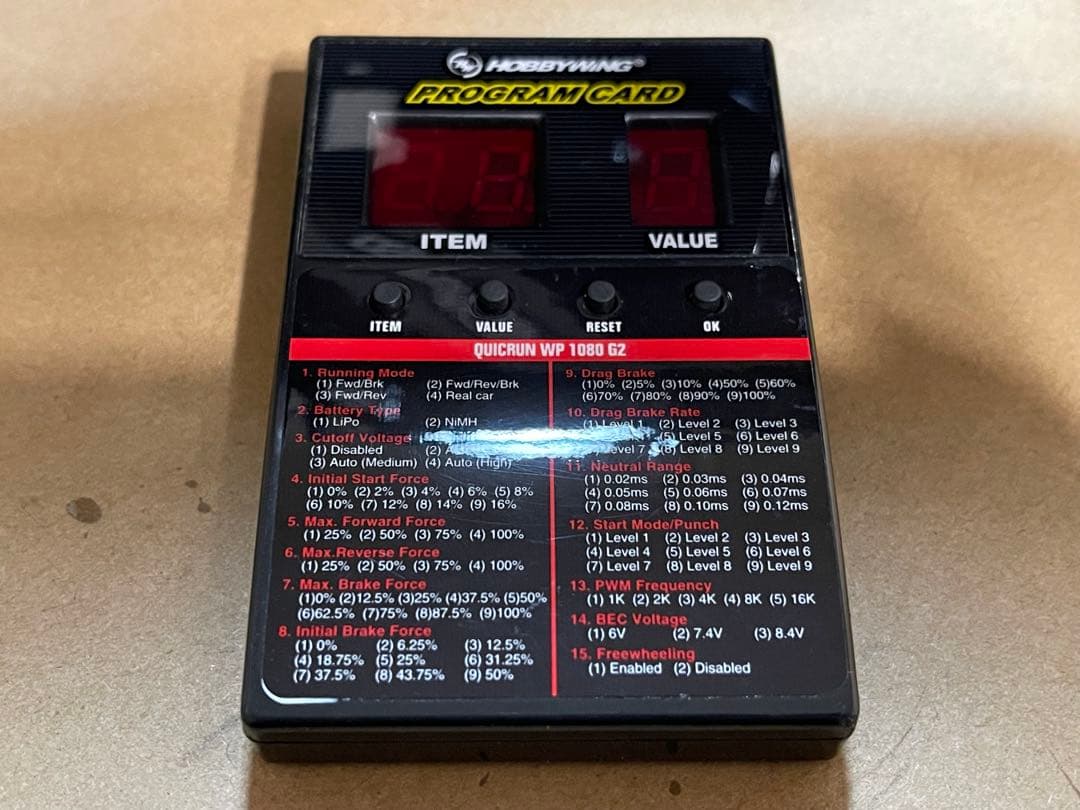 HOBBYWING®
PROGRAM CARD
ITEM VALUE
ITEM VALUE RESET OK
QUICRUN WP 1080 G2
1. Running Mode
(1) Fwd/Brk (2) Fwd/Rev/Brk
(3) Fwd/Rev (4) Real car
2. Battery Type
(1) LiPo (2) NiMH
3. Cutoff Voltage
(1) Disabled (2)
(3) Auto (Medium) (4) Auto (High)
4. Initial Start Force
(1) 0% (2) 2% (3) 4% (4) 6% (5) 8%
(6) 10% (7) 12% (8) 14% (9) 16%
5. Max. Forward Force
(1) 25% (2) 50% (3) 75% (4) 100%
6. Max.Reverse Force
(1) 25% (2) 50% (3) 75% (4) 100%
7. Max. Brake Force
(1)0% (2)12.5% (3)25% (4)37.5% (5)50%
(6)62.5% (7)75% (8)87.5% (9)100%
8. Initial Brake Force
(1) 0% (2) 6.25% (3) 12.5%
(4) 18.75% (5) 25% (6) 31.25%
(7) 37.5% (8) 43.75% (9) 50%
9. Drag Brake
(1)0% (2)5% (3)10% (4)50% (5)60%
(6)70% (7)80% (8)90% (9)100%
10. Drag Brake Rate
(1) Level 1 (2) Level 2 (3) Level 3
(5) Level 5 (6) Level 6
Level 7 (8) Level 8 (9) Level 9
11. Neutral Range
(1) 0.02ms (2) 0.03ms (3) 0.04ms
(4) 0.05ms (5) 0.06ms (6) 0.07ms
(7) 0.08ms (8) 0.10ms (9) 0.12ms
12. Start Mode/Punch
(1) Level 1 (2) Level 2 (3) Level 3
(4) Level 4 (5) Level 5 (6) Level 6
(7) Level 7 (8) Level 8 (9) Level 9
13. PWM Frequency
(1) 1K (2) 2K (3) 4K (4) 8K (5) 16K
14. BEC Voltage
(1) 6V (2) 7.4V (3) 8.4V
15. Freewheeling
(1) Enabled (2) Disabled